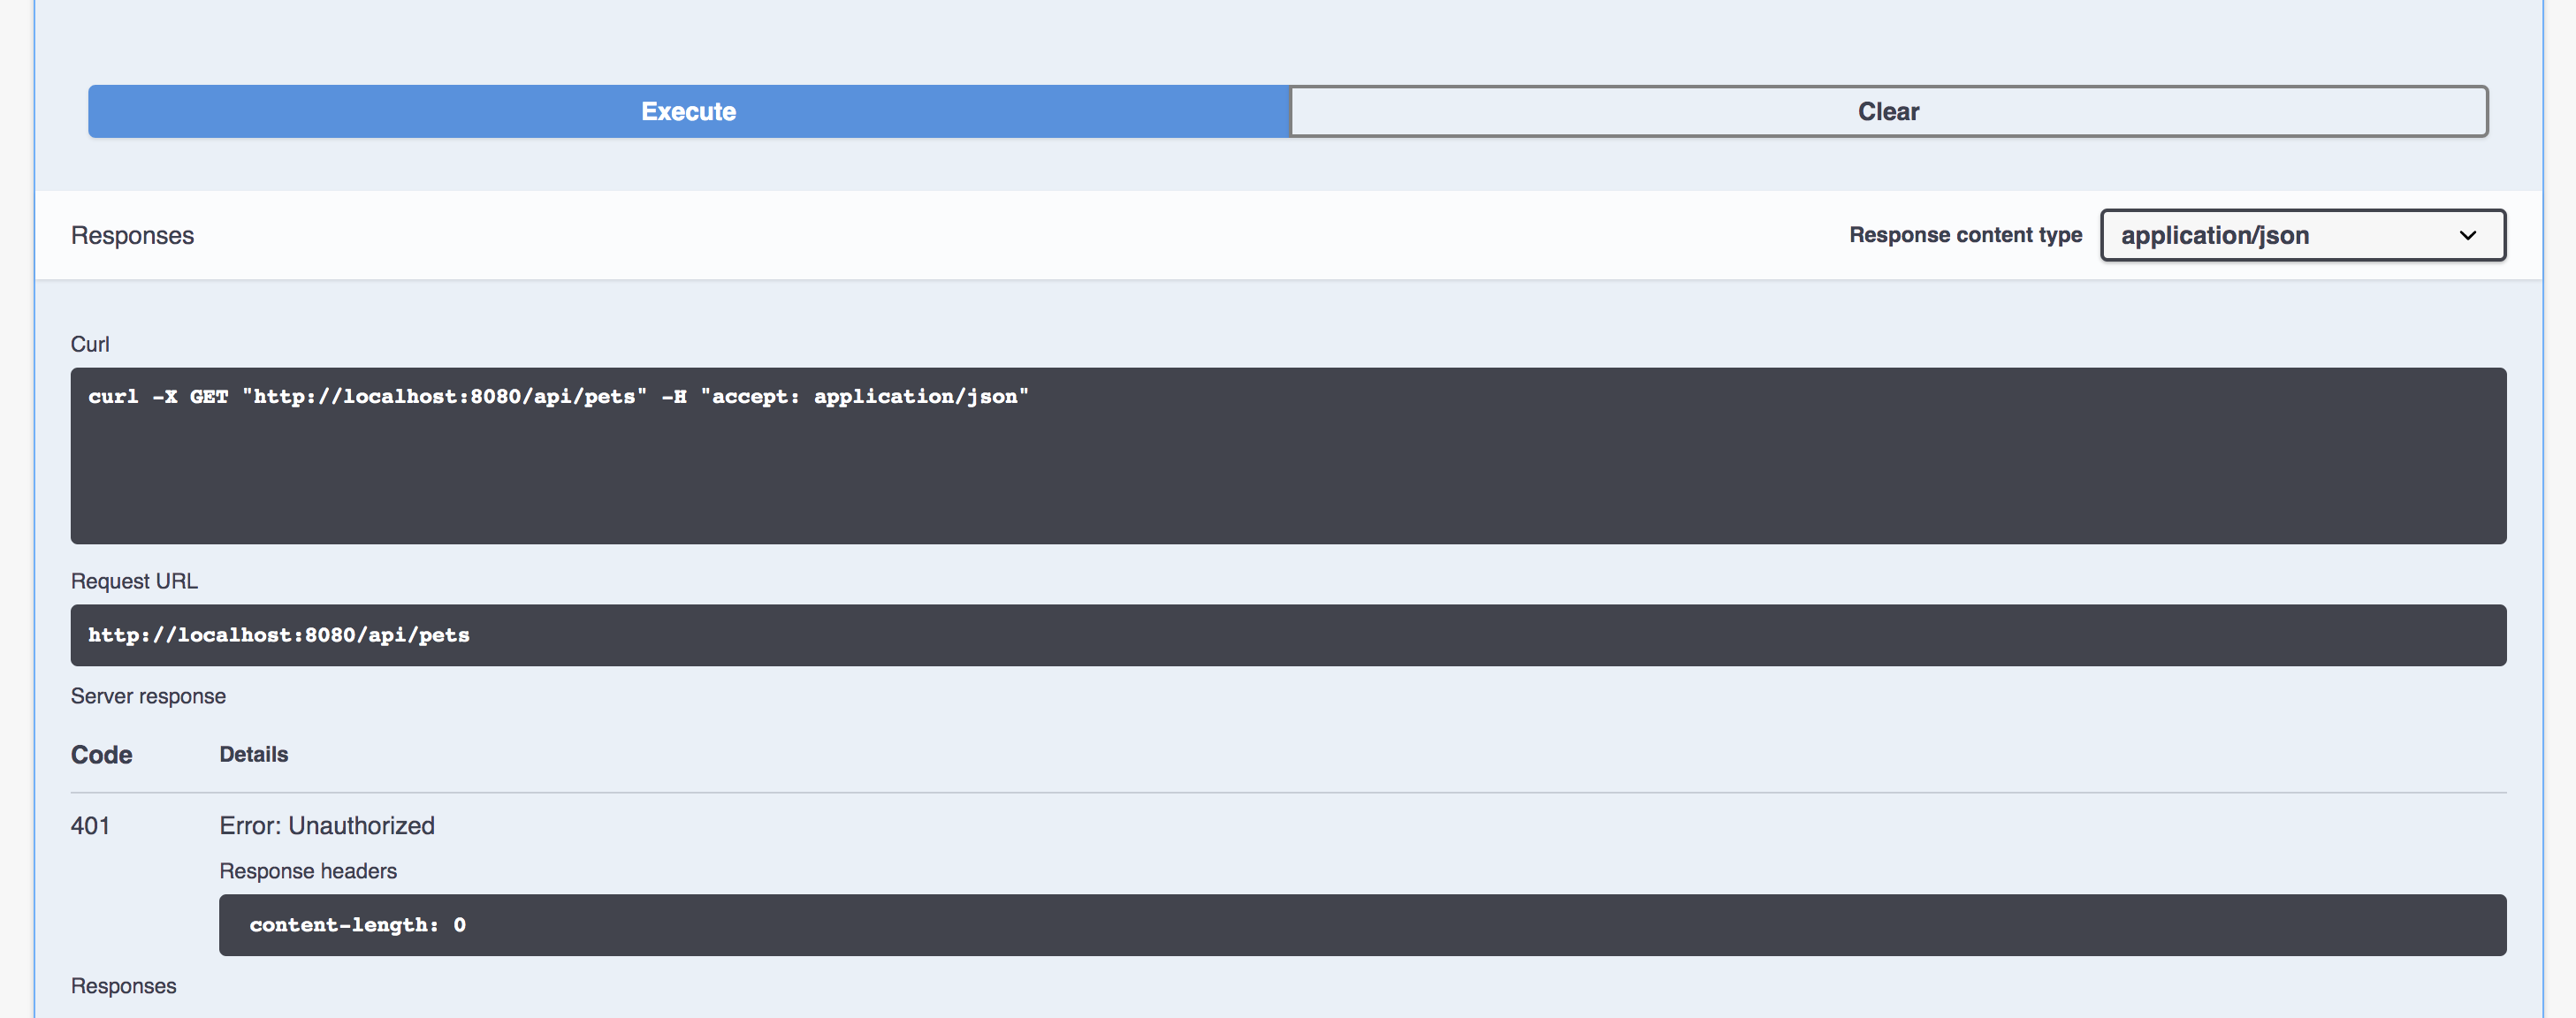 Execute
Clear
Responses
Response content type
application/json
Curl
curl -X GET "http://localhost:8080/api/pets" -H "accept: application/json"
Request URL
http://localhost:8080/api/pets
Server response
Code
Details
401
Error: Unauthorized
Response headers
content-length: 0
Responses